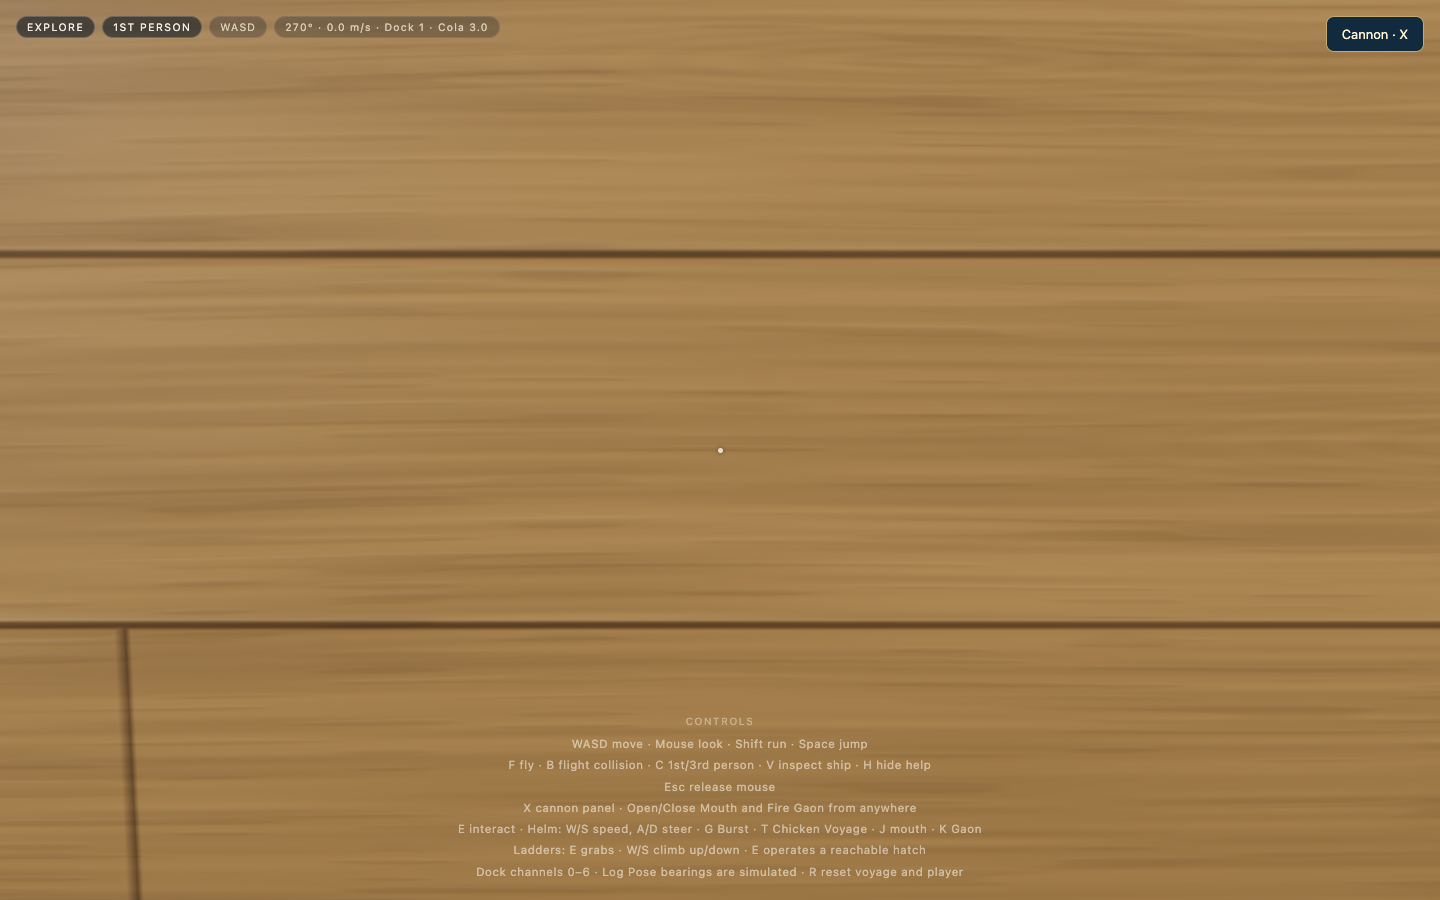 EXPLORE 1ST PERSON WASD 270° · 0.0 m/s · Dock 1 · Cola 3.0
Cannon · X
CONTROLS
WASD move · Mouse look · Shift run · Space jump
F fly · B flight collision · C 1st/3rd person · V inspect ship · H hide help
Esc release mouse
X cannon panel · Open/Close Mouth and Fire Gaon from anywhere
E interact · Helm: W/S speed, A/D steer · G Burst · T Chicken Voyage · J mouth · K Gaon
Ladders: E grabs · W/S climb up/down · E operates a reachable hatch
Dock channels 0–6 · Log Pose bearings are simulated · R reset voyage and player